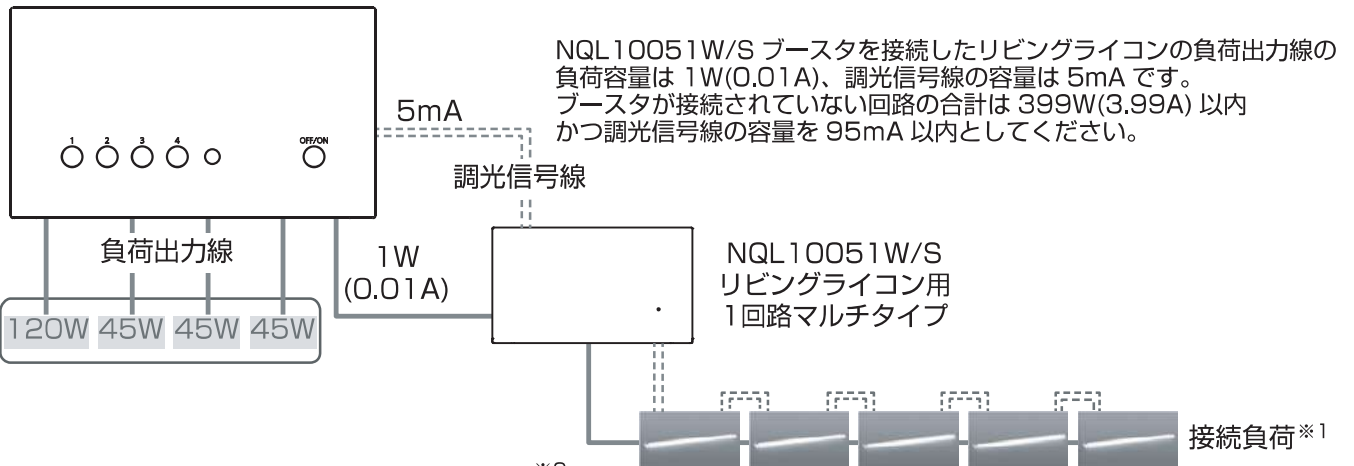 NQL10051W/S ブースタを接続したリビングライコンの負荷出力線の
負荷容量は 1W(0.01A)、調光信号線の容量は 5mA です。
ブースタが接続されていない回路の合計は 399W(3.99A) 以内
かつ調光信号線の容量を 95mA 以内としてください。
5mA
1 2 3 4 OFF/ON
調光信号線
負荷出力線
1W
(0.01A)
NQL10051W/S
リビングライコン用
1回路マルチタイプ
120W 45W 45W 45W
接続負荷※1